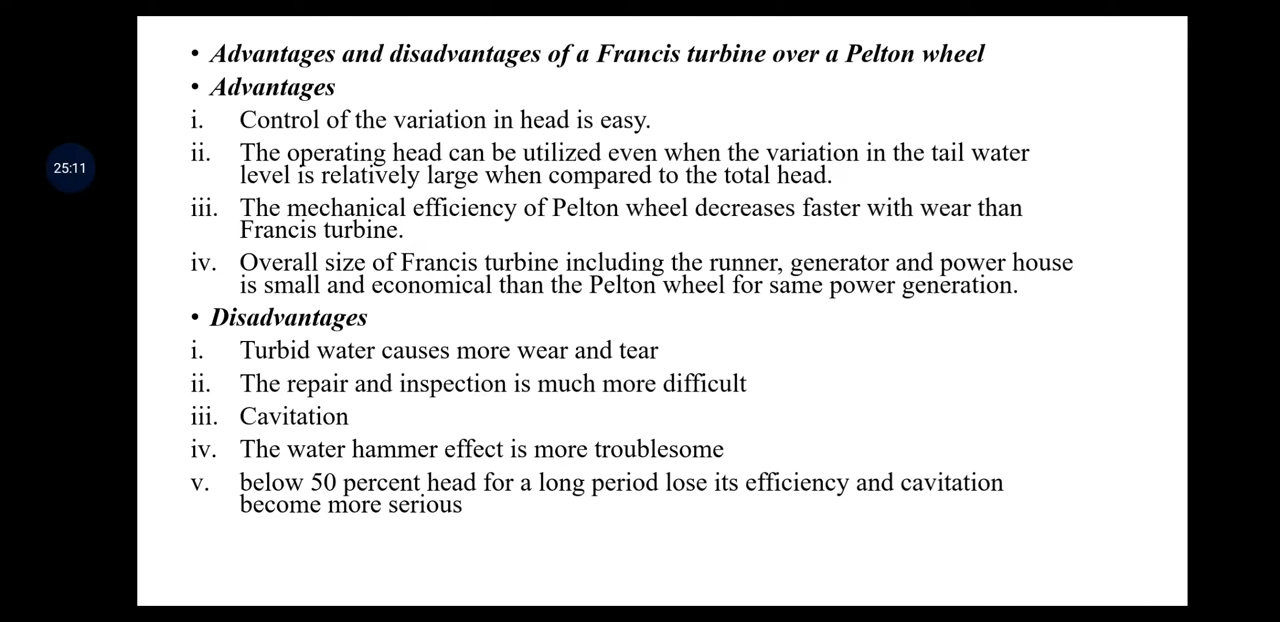 • Advantages and disadvantages of a Francis turbine over a Pelton wheel
• Advantages
i. Control of the variation in head is easy.
25:11
ii. The operating head can be utilized even when the variation in the tail water
level is relatively large when compared to the total head.
iii. The mechanical efficiency of Pelton wheel decreases faster with wear than
Francis turbine.
iv. Overall size of Francis turbine including the runner, generator and power house
is small and economical than the Pelton wheel for same power generation.
• Disadvantages
i. Turbid water causes more wear and tear
ii. The repair and inspection is much more difficult
iii. Cavitation
iv. The water hammer effect is more troublesome
v. below 50 percent head for a long period lose its efficiency and cavitation
become more serious